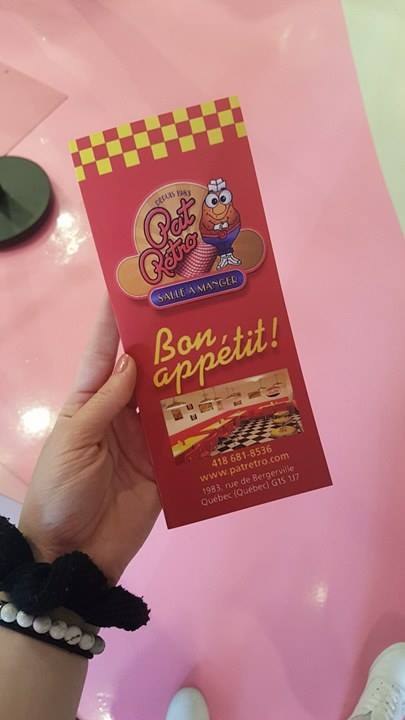 DEPUIS 1983
Pat
Rétro
SALLE À MANGER
Bon
appétit!
418 681-8536
www.patretro.com
1983, rue de Bergerville
Québec (Québec) G1S 1J7